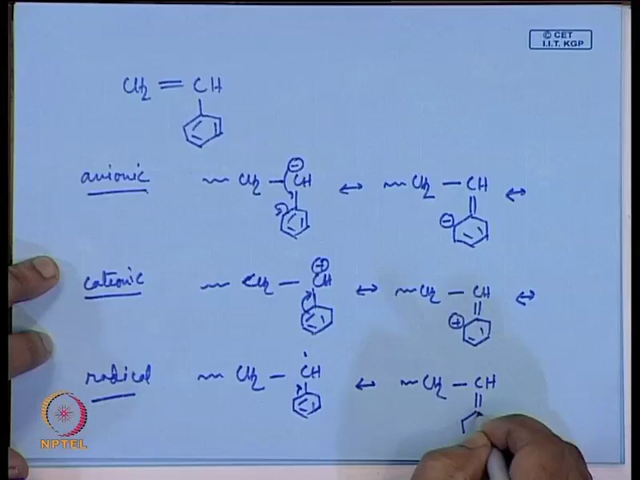 © CET
I.I.T. KGP
CH2 = CH
anionic CH2 — CH ⊖ ↔ CH2 — CH ⊖ ↔
cationic CH2 — CH ⊕ ↔ CH2 — CH ⊕ ↔
radical CH2 — CH · ↔ CH2 — CH
NPTEL